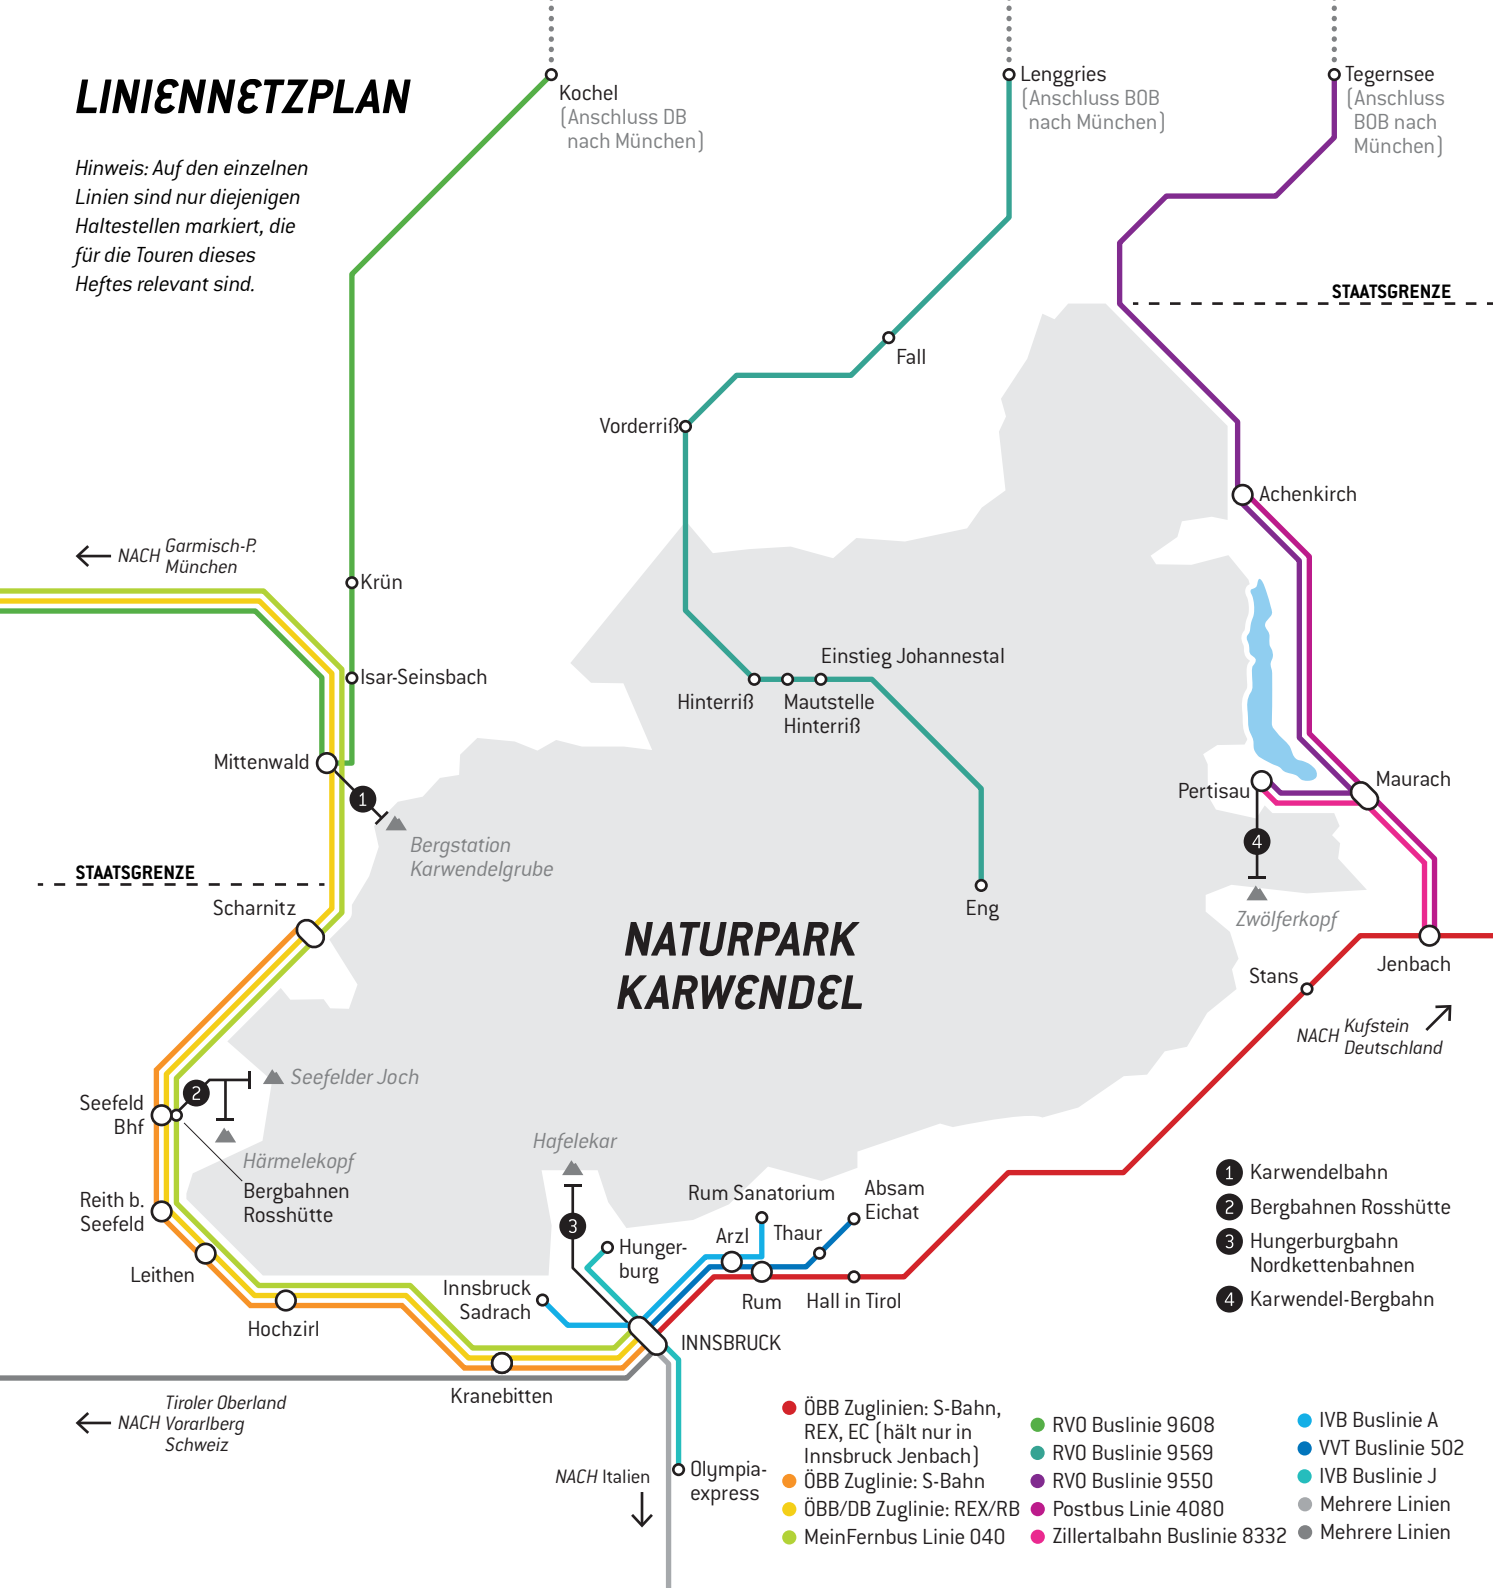 LINIENNETZPLAN
Hinweis: Auf den einzelnen
Linien sind nur diejenigen
Haltestellen markiert, die
für die Touren dieses
Heftes relevant sind.
Kochel
(Anschluss DB
nach München)
Lenggries
(Anschluss BOB
nach München)
Tegernsee
(Anschluss
BOB nach
München)
STAATSGRENZE
Fall
Vorderriß
Achenkirch
NACH Garmisch-P.
München
Krün
Isar-Seinsbach
Einstieg Johannestal
Hinterriß
Mautstelle
Hinterriß
Mittenwald
1
Bergstation
Karwendelgrube
Pertisau
Maurach
4
Zwölferkopf
STAATSGRENZE
Scharnitz
Eng
NATURPARK
KARWENDEL
Stans
Jenbach
NACH Kufstein
Deutschland
Seefeld
Bhf
2
Seefelder Joch
Härmelekopf
Bergbahnen
Rosshütte
Reith b.
Seefeld
Leithen
Hochzirl
Hafelekar
3
Hunger-
burg
Innsbruck
Sadrach
Rum Sanatorium
Arzl
Thaur
Absam
Eichat
Rum
Hall in Tirol
INNSBRUCK
Kranebitten
NACH Tiroler Oberland
Vorarlberg
Schweiz
NACH Italien
Olympia-
express
1 Karwendelbahn
2 Bergbahnen Rosshütte
3 Hungerburgbahn
Nordkettenbahnen
4 Karwendel-Bergbahn
ÖBB Zuglinien: S-Bahn,
REX, EC (hält nur in
Innsbruck Jenbach)
ÖBB Zuglinie: S-Bahn
ÖBB/DB Zuglinie: REX/RB
MeinFernbus Linie 040
RVO Buslinie 9608
RVO Buslinie 9569
RVO Buslinie 9550
Postbus Linie 4080
Zillertalbahn Buslinie 8332
IVB Buslinie A
VVT Buslinie 502
IVB Buslinie J
Mehrere Linien
Mehrere Linien